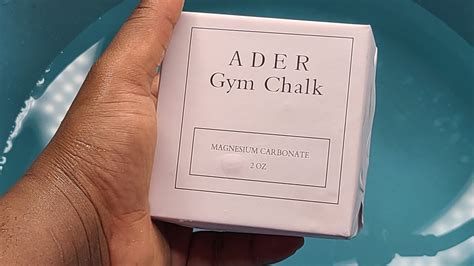 ADER
Gym Chalk
MAGNESIUM CARBONATE
2 OZ